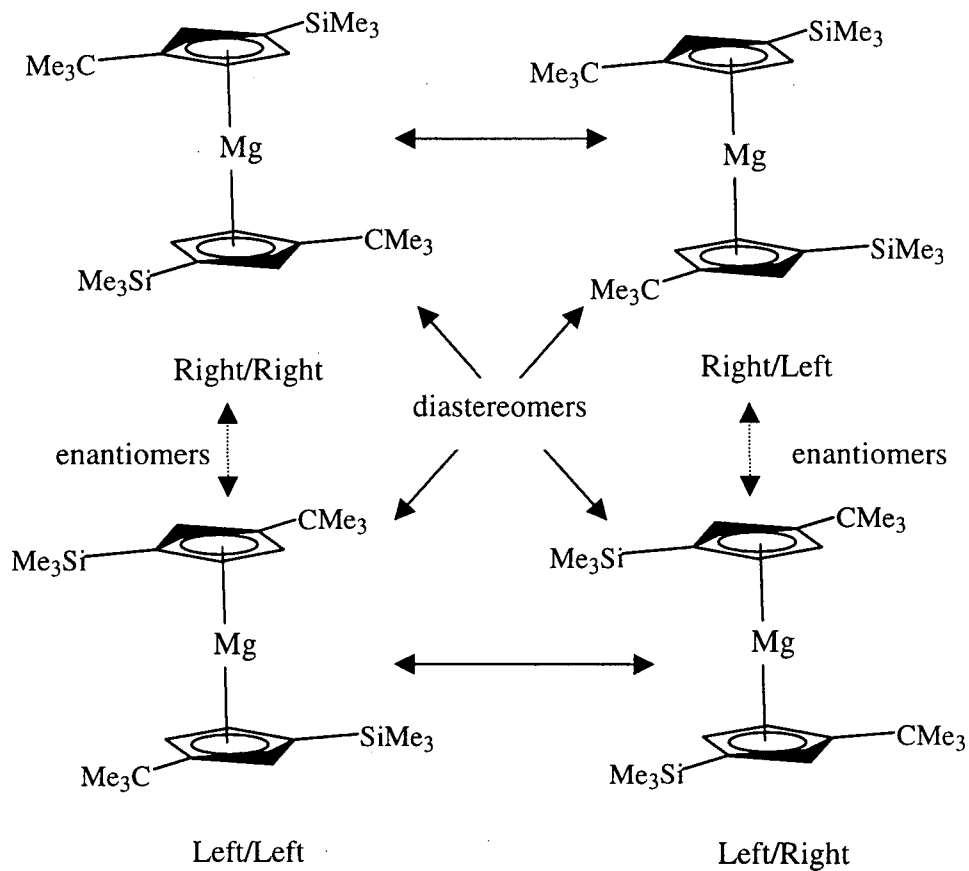 SiMe3 SiMe3
Me3C Me3C
Mg Mg
CMe3 SiMe3
Me3Si Me3C
Right/Right Right/Left
diastereomers
enantiomers enantiomers
CMe3 CMe3
Me3Si Me3Si
Mg Mg
SiMe3 CMe3
Me3C Me3Si
Left/Left Left/Right